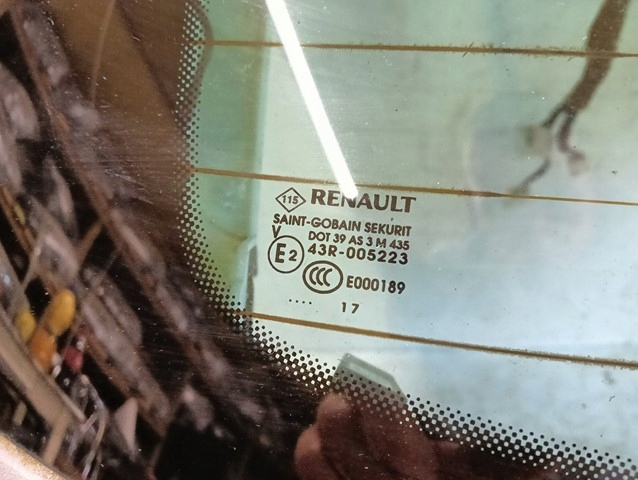 115 RENAULT
SAINT-GOBAIN SEKURIT
V DOT 39 AS 3 M 435
E2 43R-005223
CCC E000189
.... 17